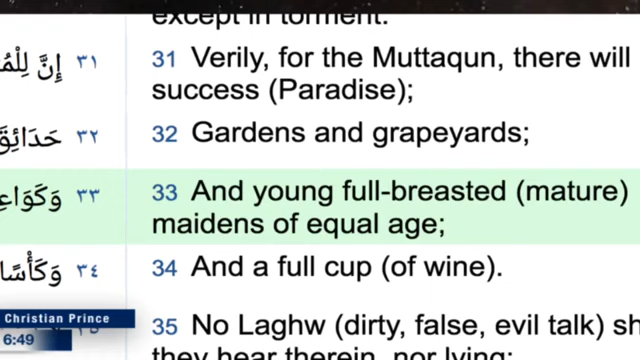 except in torment.
إِنَّ ٣١
31 Verily, for the Muttaqun, there will
success (Paradise);
٣٢
32 Gardens and grapeyards;
٣٣
33 And young full-breasted (mature)
maidens of equal age;
٣٤
34 And a full cup (of wine).
Christian Prince
6:49
35 No Laghw (dirty, false, evil talk)
they hear therein, nor lying;